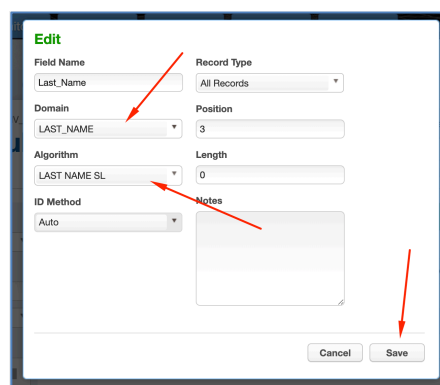 Edit
Field Name
Record Type
Last_Name
All Records
Domain
Position
LAST_NAME
3
Algorithm
Length
LAST NAME SL
0
ID Method
Notes
Auto
Cancel
Save